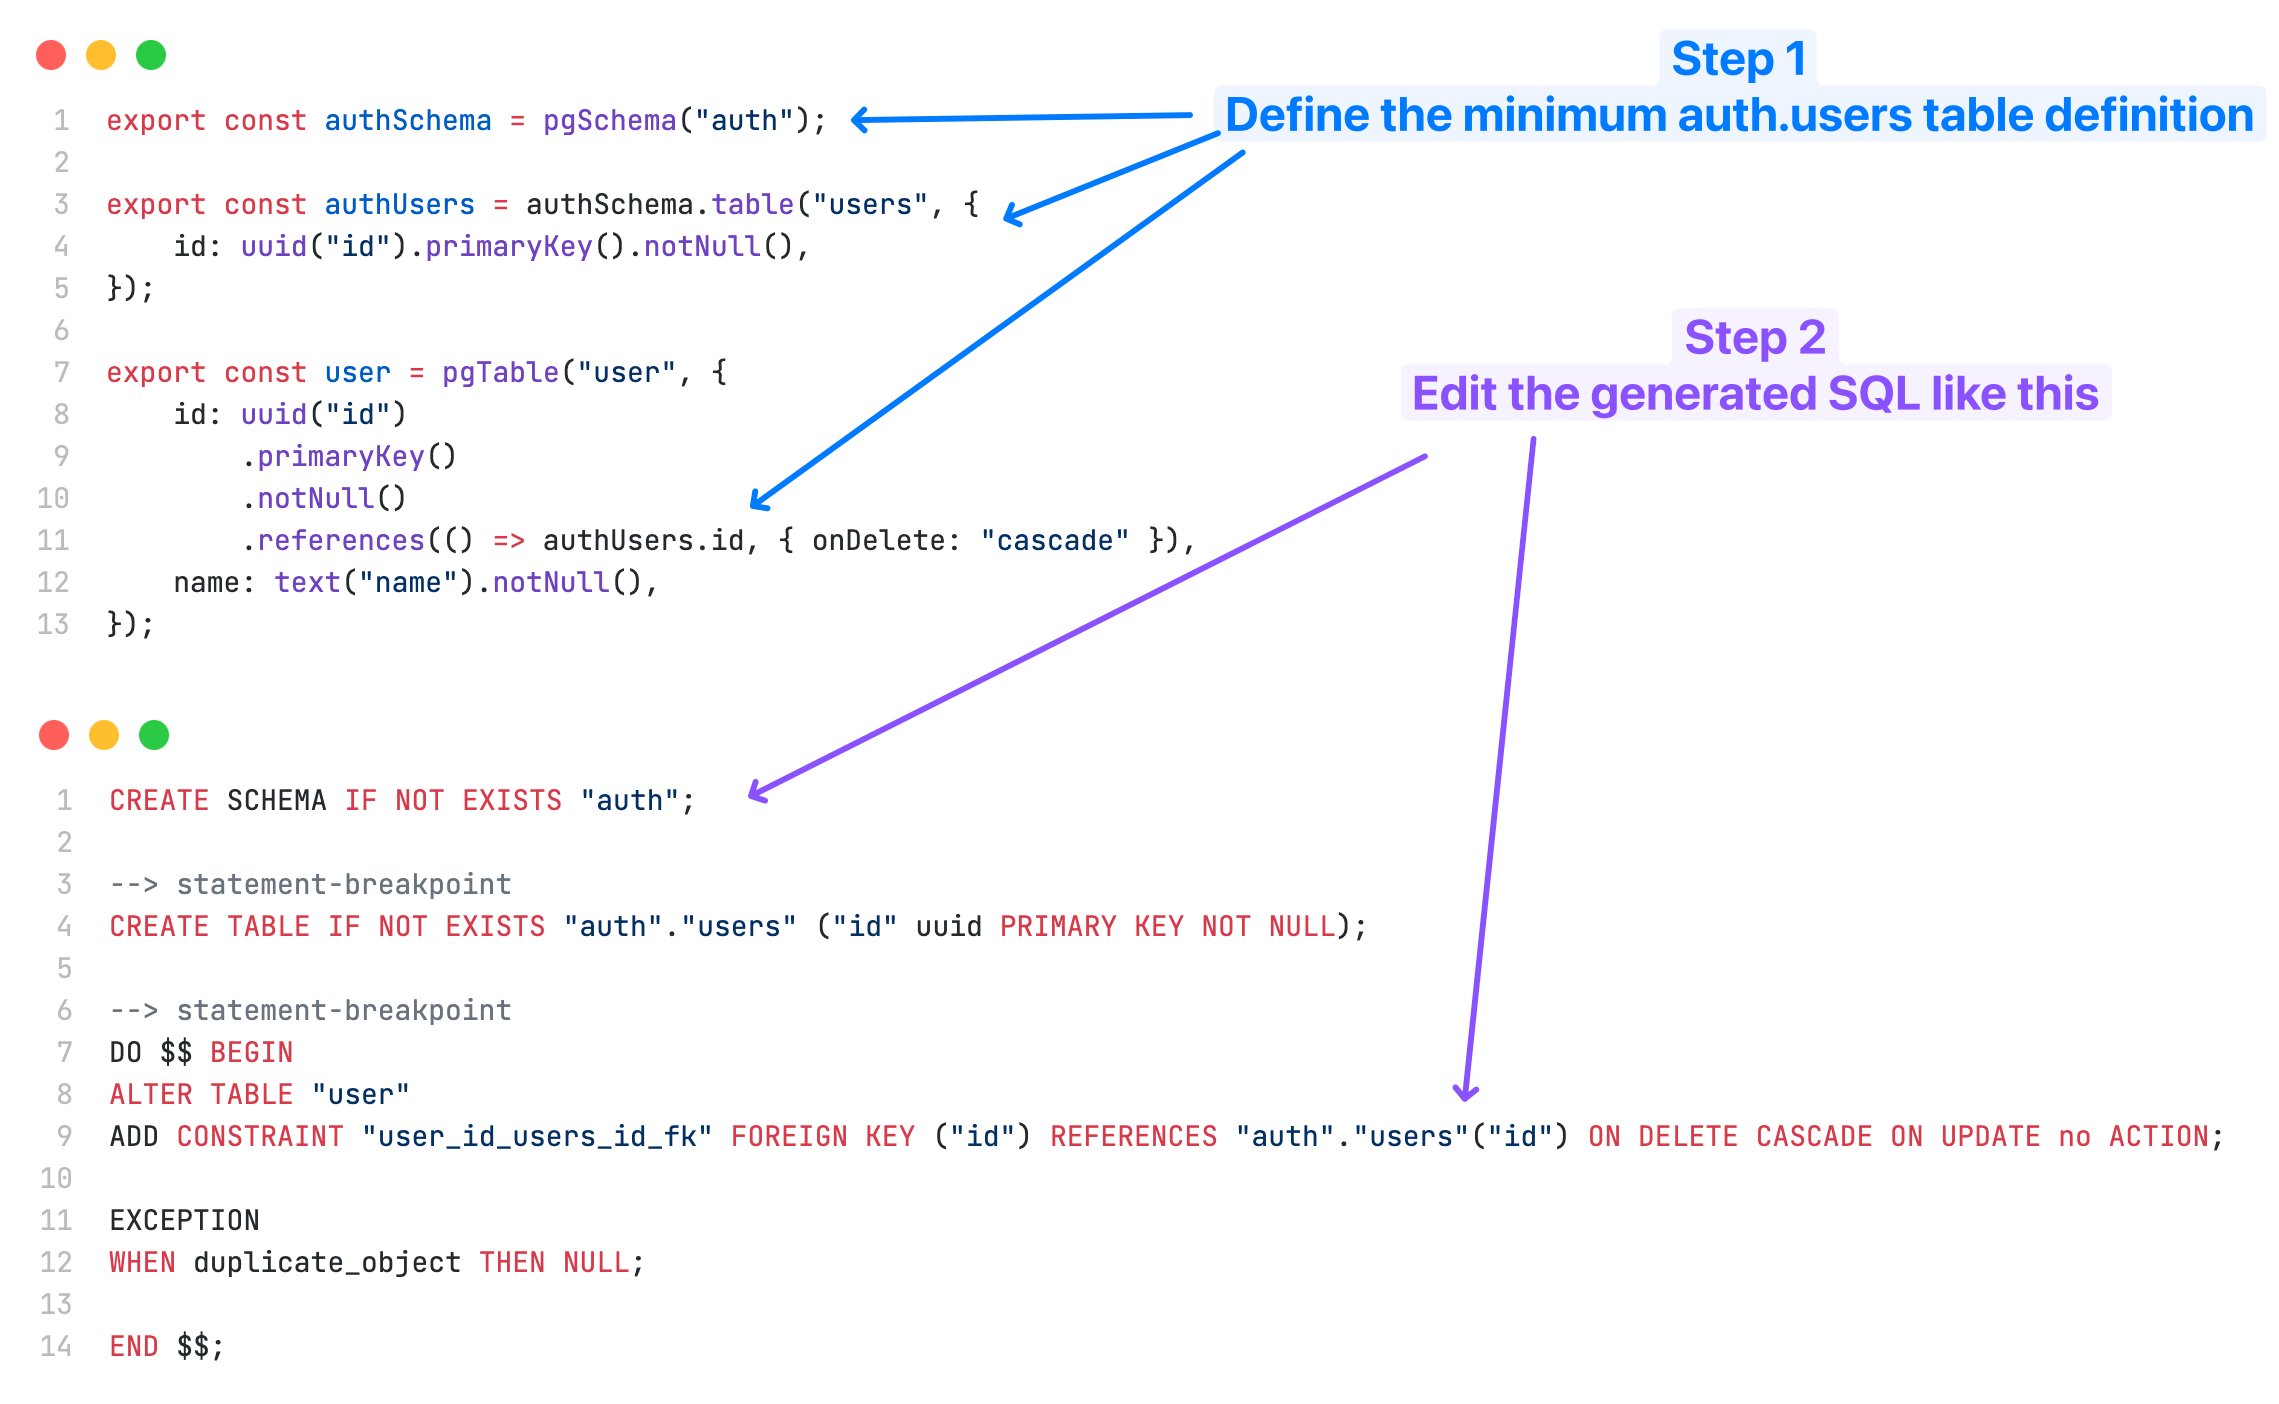 Step 1
Define the minimum auth.users table definition
1 export const authSchema = pgSchema("auth");
2
3 export const authUsers = authSchema.table("users", {
4     id: uuid("id").primaryKey().notNull(),
5 });
6
7 export const user = pgTable("user", {
8     id: uuid("id")
9         .primaryKey()
10         .notNull()
11         .references(() => authUsers.id, { onDelete: "cascade" }),
12     name: text("name").notNull(),
13 });
Step 2
Edit the generated SQL like this
1 CREATE SCHEMA IF NOT EXISTS "auth";
2
3 --> statement-breakpoint
4 CREATE TABLE IF NOT EXISTS "auth"."users" ("id" uuid PRIMARY KEY NOT NULL);
5
6 --> statement-breakpoint
7 DO $$ BEGIN
8 ALTER TABLE "user"
9 ADD CONSTRAINT "user_id_users_id_fk" FOREIGN KEY ("id") REFERENCES "auth"."users"("id") ON DELETE CASCADE ON UPDATE no ACTION;
10
11 EXCEPTION
12 WHEN duplicate_object THEN NULL;
13
14 END $$;